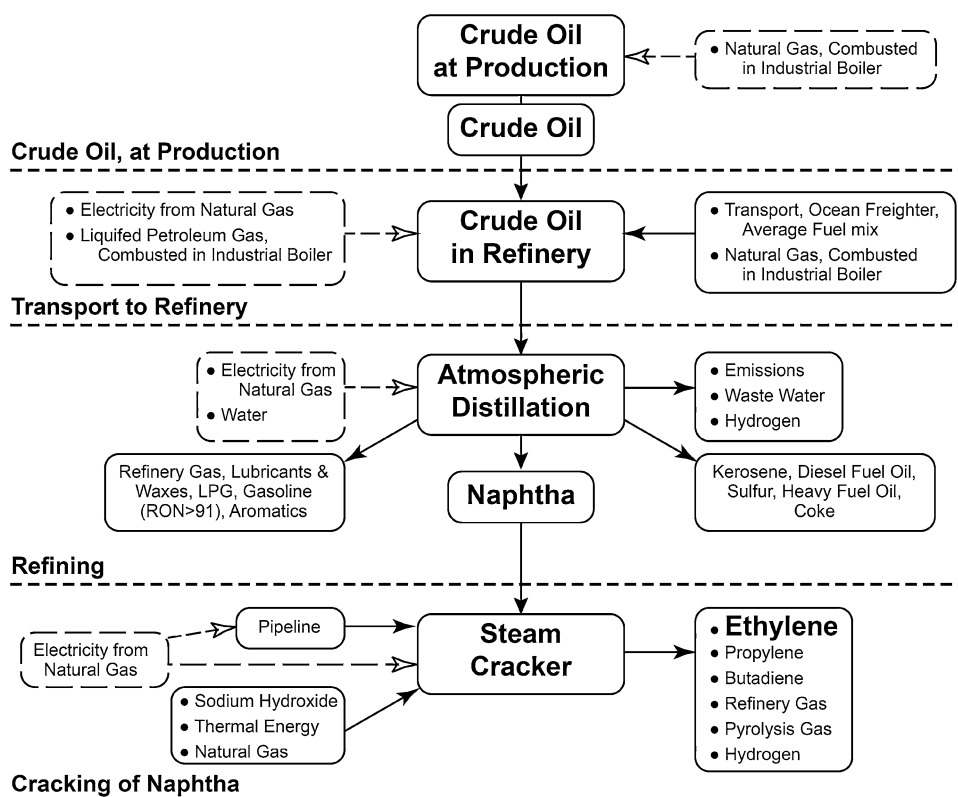 Crude Oil
at Production
● Natural Gas, Combusted
in Industrial Boiler
Crude Oil
Crude Oil, at Production
● Electricity from Natural Gas
● Liquifed Petroleum Gas,
Combusted in Industrial Boiler
Crude Oil
in Refinery
● Transport, Ocean Freighter,
Average Fuel mix
● Natural Gas, Combusted
in Industrial Boiler
Transport to Refinery
● Electricity from
Natural Gas
● Water
Atmospheric
Distillation
● Emissions
● Waste Water
● Hydrogen
Refinery Gas, Lubricants &
Waxes, LPG, Gasoline
(RON>91), Aromatics
Naphtha
Kerosene, Diesel Fuel Oil,
Sulfur, Heavy Fuel Oil,
Coke
Refining
Electricity from
Natural Gas
Pipeline
● Sodium Hydroxide
● Thermal Energy
● Natural Gas
Steam
Cracker
● Ethylene
● Propylene
● Butadiene
● Refinery Gas
● Pyrolysis Gas
● Hydrogen
Cracking of Naphtha